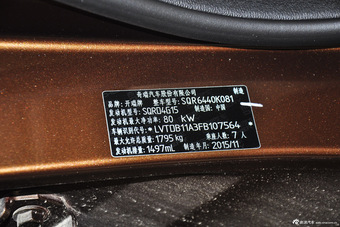 奇瑞汽车股份有限公司 制造
品牌：开瑞牌 整车型号：SQR6440K081
发动机型号：SQRD4G15 制造国：中国
发动机最大净功率：80 kW
车辆识别代号：*LVTDB11A3FB107564*
最大允许总质量：1795kg 乘坐人数：7人
发动机排量：1497mL 制造年月：2015/11